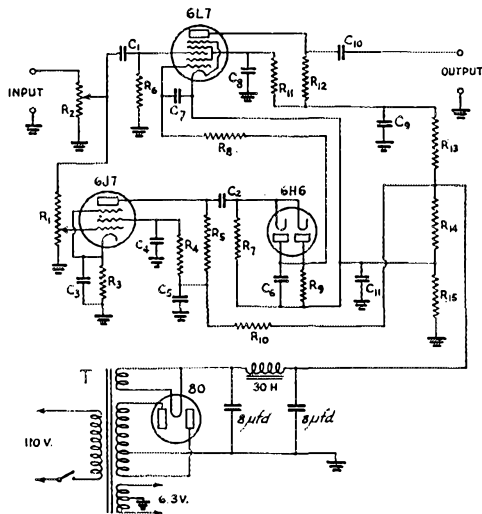 6L7
C1
C10
INPUT
R2
R6
C7
C8
R11
R12
OUTPUT
R8
C9
R13
6J7
C2
6H6
R1
C4
R4
R5
R7
R14
C3
R3
C5
C6
R9
C11
R15
R10
T
80
30 H
8 μfd
8 μfd
110 V.
6.3 V.